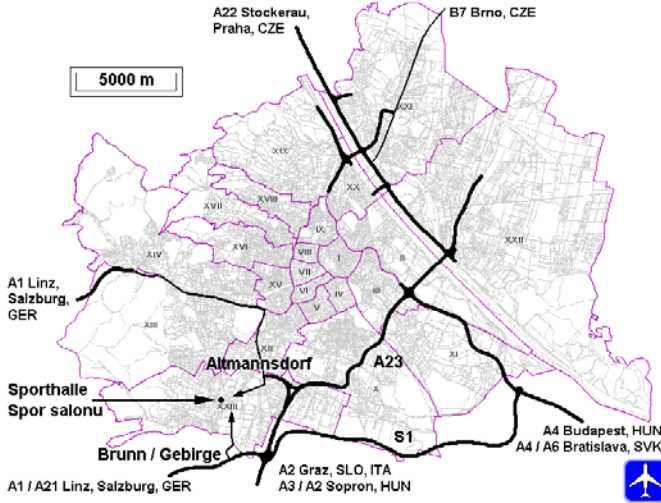 A22 Stockerau,
Praha, CZE
B7 Brno, CZE
5000 m
XXI
XIX
XX
XVIII
XVII
IX
XXII
XVI
VIII
I
II
XIV
VII
XV
VI
IV
III
V
A1 Linz,
Salzburg,
GER
XIII
XII
Altmannsdorf
A23
XI
X
Sporthalle
Spor salonu
XXIII
S1
Brunn / Gebirge
A4 Budapest, HUN
A4 / A6 Bratislava, SVK
A1 / A21 Linz, Salzburg, GER
A2 Graz, SLO, ITA
A3 / A2 Sopron, HUN